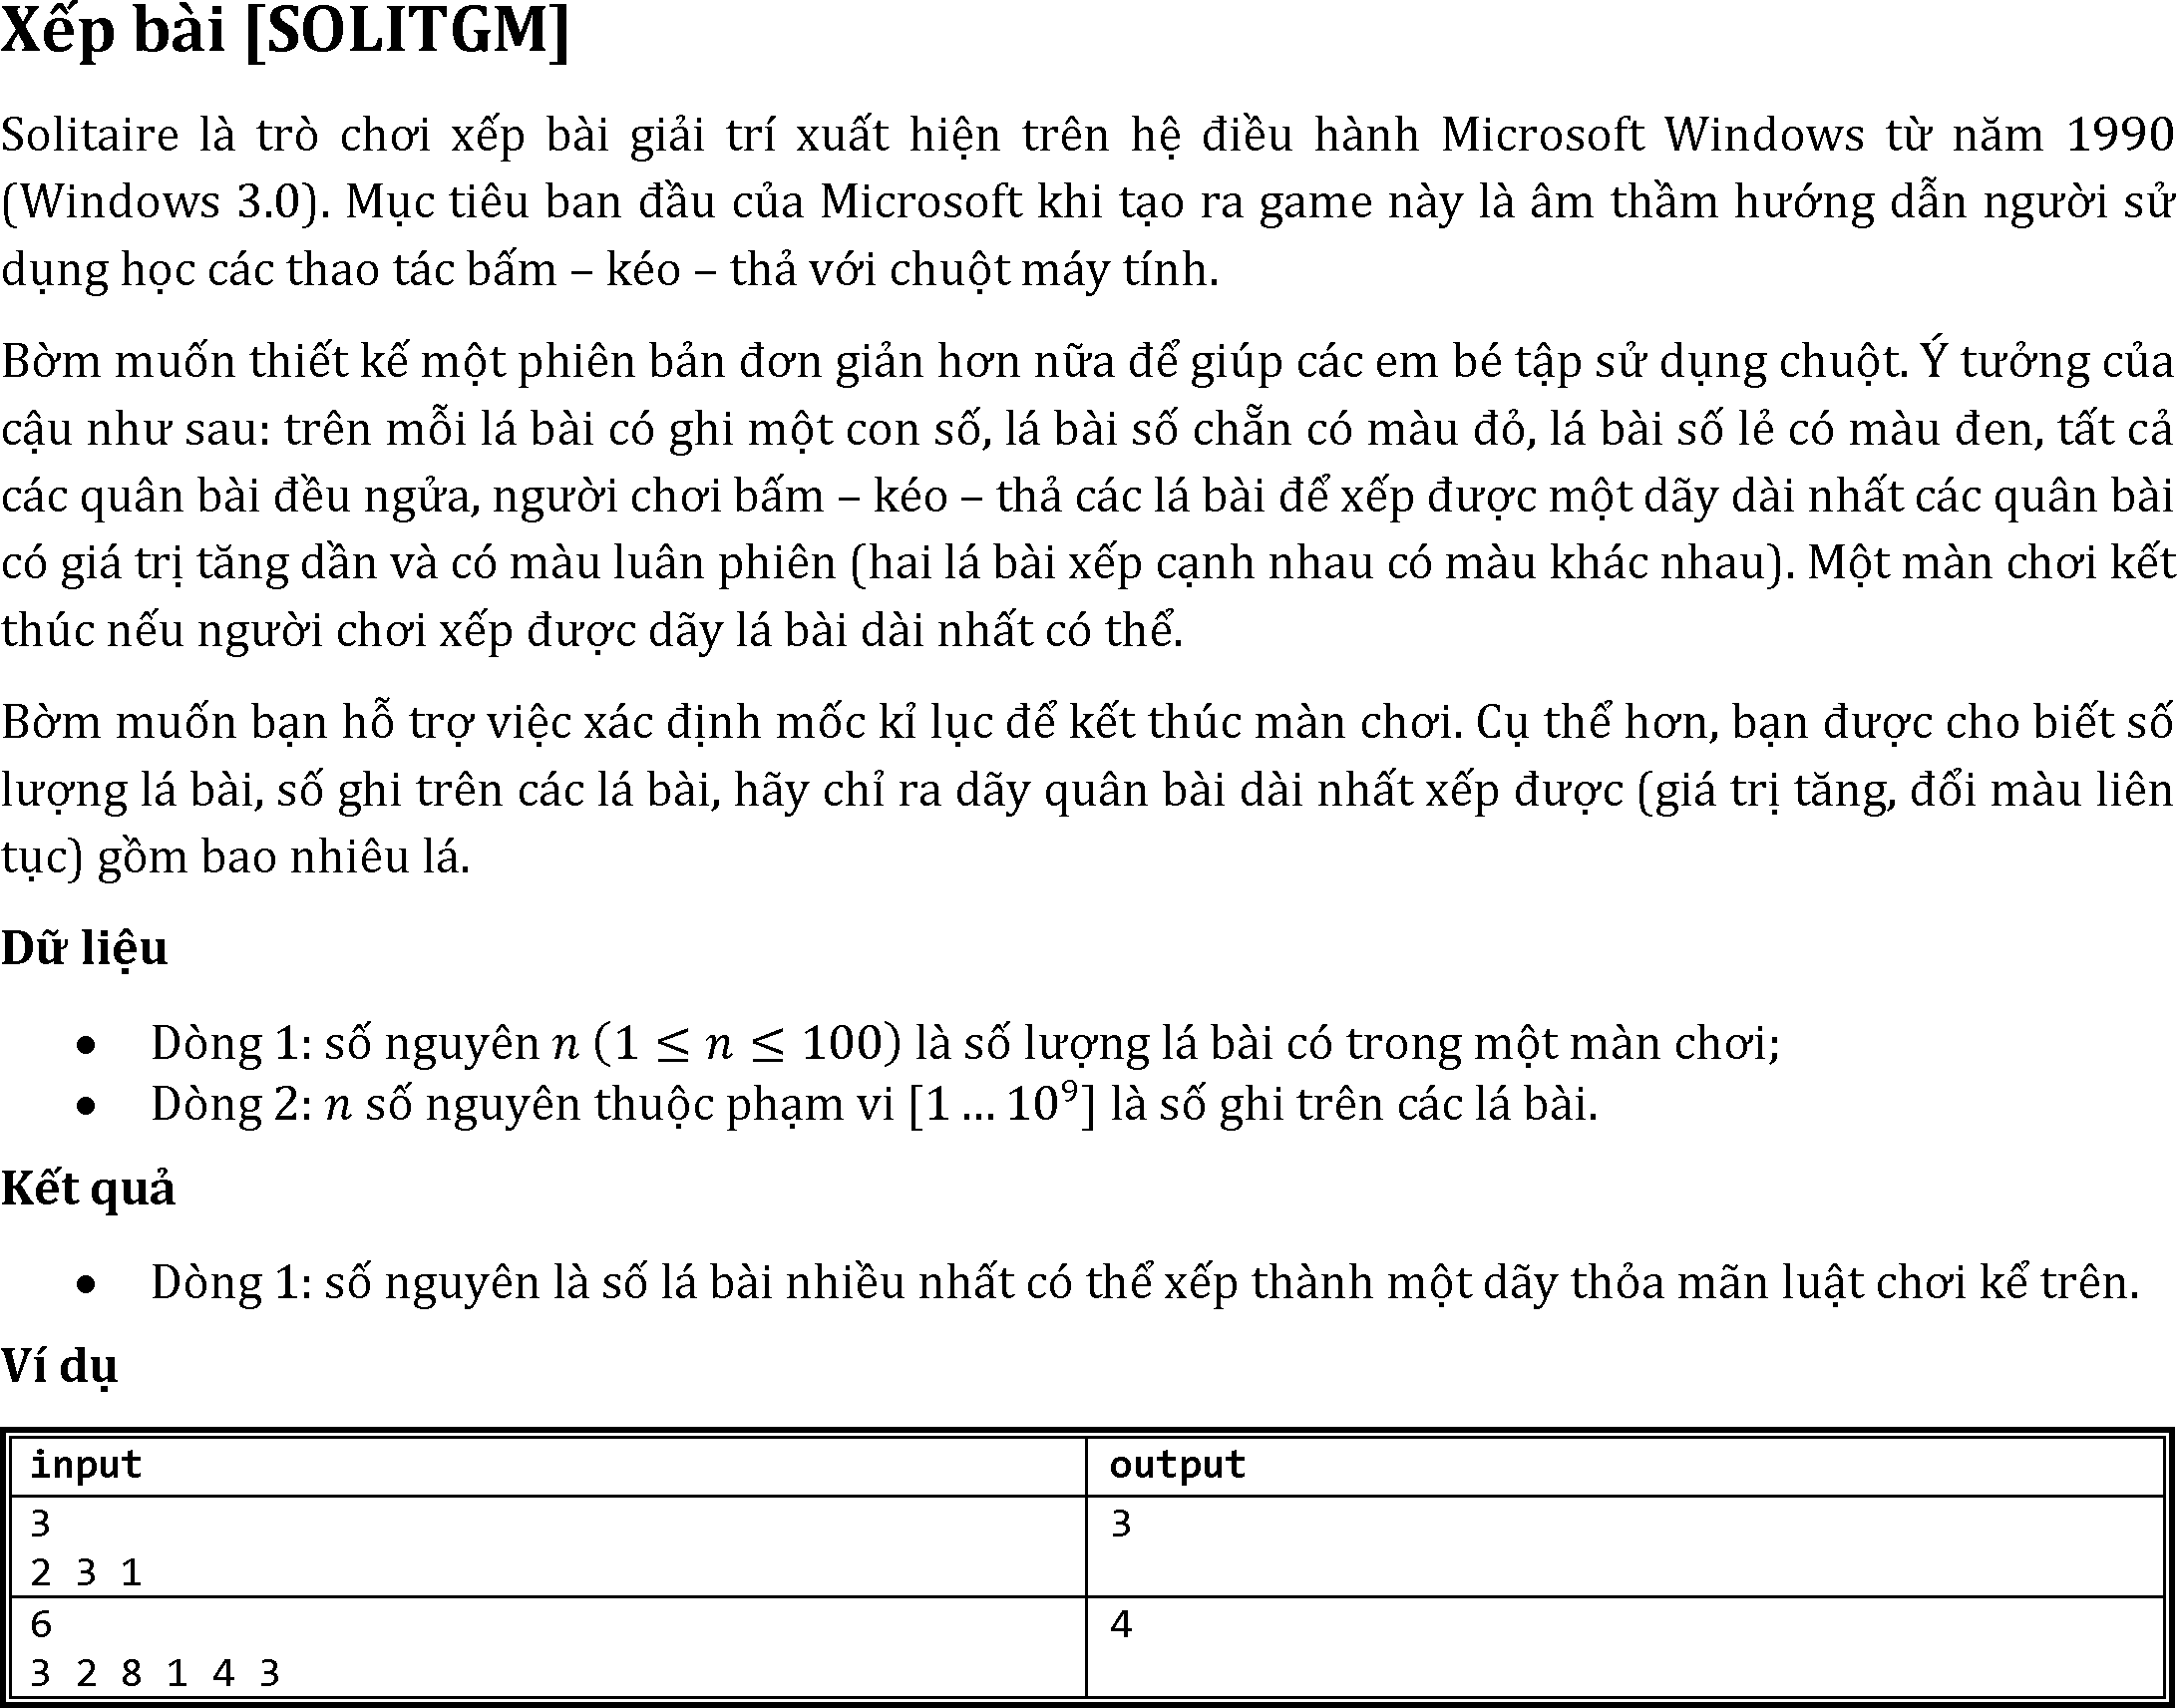 Xếp bài [SOLITGM]
Solitaire là trò chơi xếp bài giải trí xuất hiện trên hệ điều hành Microsoft Windows từ năm 1990
(Windows 3.0). Mục tiêu ban đầu của Microsoft khi tạo ra game này là âm thầm hướng dẫn người sử
dụng học các thao tác bấm – kéo – thả với chuột máy tính.
Bờm muốn thiết kế một phiên bản đơn giản hơn nữa để giúp các em bé tập sử dụng chuột. Ý tưởng của
cậu như sau: trên mỗi lá bài có ghi một con số, lá bài số chẵn có màu đỏ, lá bài số lẻ có màu đen, tất cả
các quân bài đều ngửa, người chơi bấm – kéo – thả các lá bài để xếp được một dãy dài nhất các quân bài
có giá trị tăng dần và có màu luân phiên (hai lá bài xếp cạnh nhau có màu khác nhau). Một màn chơi kết
thúc nếu người chơi xếp được dãy lá bài dài nhất có thể.
Bờm muốn bạn hỗ trợ việc xác định mốc kỉ lục để kết thúc màn chơi. Cụ thể hơn, bạn được cho biết số
lượng lá bài, số ghi trên các lá bài, hãy chỉ ra dãy quân bài dài nhất xếp được (giá trị tăng, đổi màu liên
tục) gồm bao nhiêu lá.
Dữ liệu
• Dòng 1: số nguyên n (1 ≤ n ≤ 100) là số lượng lá bài có trong một màn chơi;
• Dòng 2: n số nguyên thuộc phạm vi [1 … 10⁹] là số ghi trên các lá bài.
Kết quả
• Dòng 1: số nguyên là số lá bài nhiều nhất có thể xếp thành một dãy thỏa mãn luật chơi kể trên.
Ví dụ
input output
3 3
2 3 1
6 4
3 2 8 1 4 3